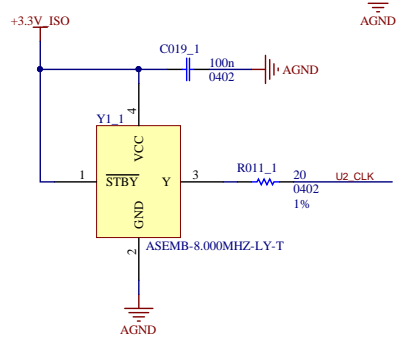 AGND
+3.3V_ISO
C019_1
100n
0402
AGND
4
Y1_1
VCC
1
STBY
Y
3
R011_1
20
0402
1%
U2_CLK
GND
2
ASEMB-8.000MHZ-LY-T
AGND